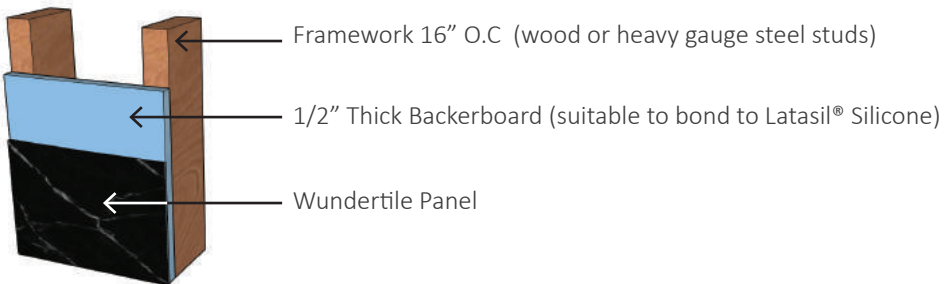 Framework 16” O.C  (wood or heavy gauge steel studs)
1/2” Thick Backerboard (suitable to bond to Latasil® Silicone)
Wundertile Panel